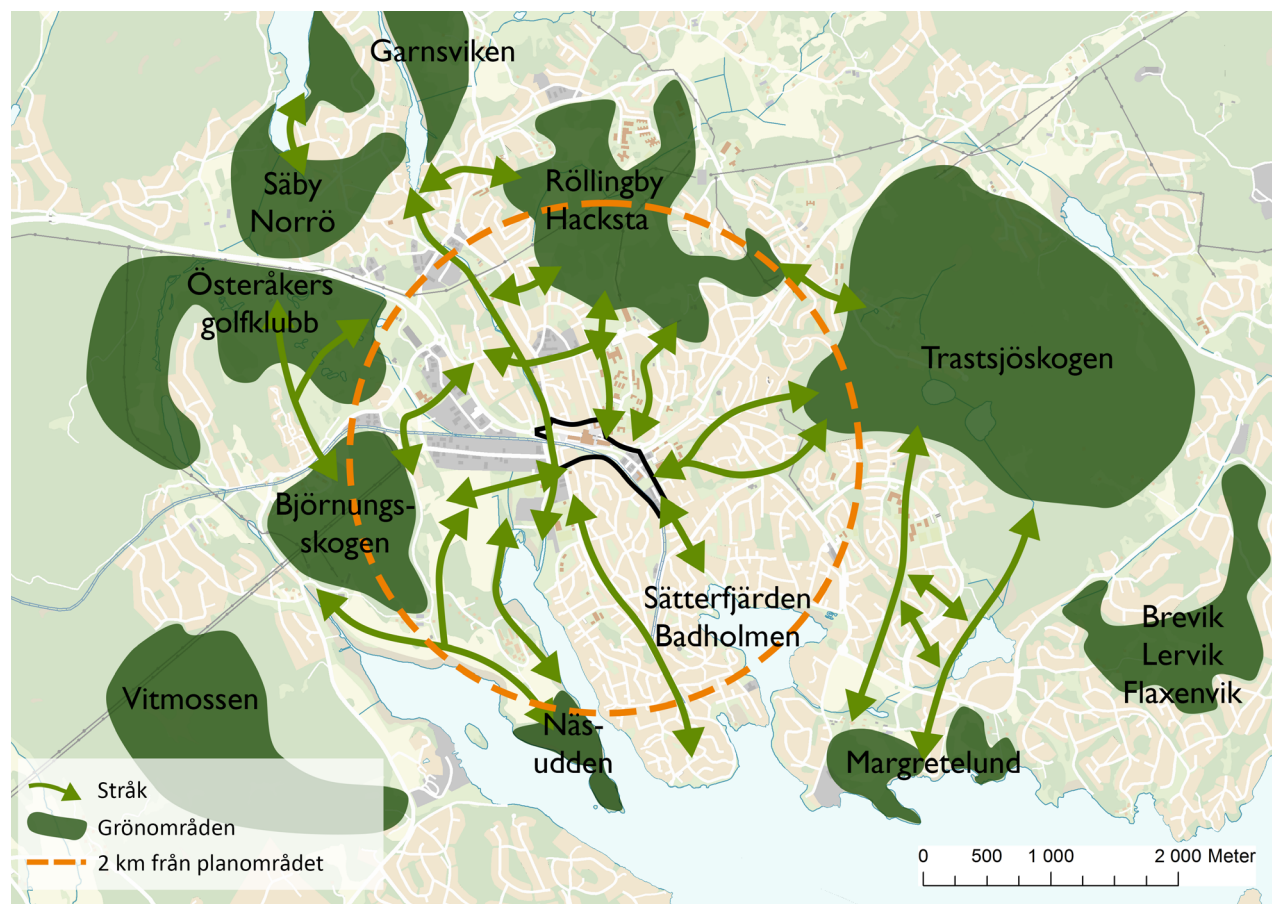 Garnsviken
Säby
Norrö
Röllingby
Hacksta
Österåkers
golfklubb
Trastsjöskogen
Björnungs-
skogen
Sätterfjärden
Badholmen
Brevik
Lervik
Flaxenvik
Vitmossen
Näs-
udden
Margretelund
Stråk
Grönområden
2 km från planområdet
0 500 1 000 2 000 Meter